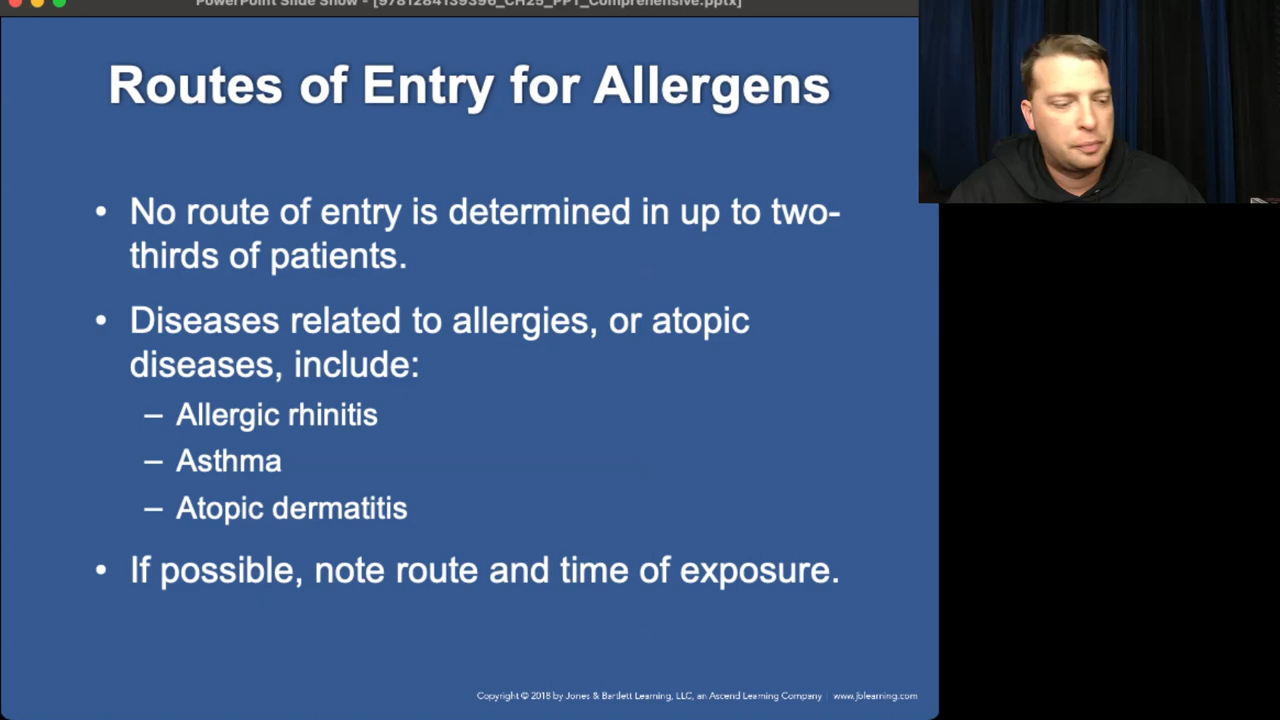 PowerPoint Slide Show - [9781284139396_CH25_PPT_Comprehensive.pptx]
Routes of Entry for Allergens
• No route of entry is determined in up to two-
thirds of patients.
• Diseases related to allergies, or atopic
diseases, include:
– Allergic rhinitis
– Asthma
– Atopic dermatitis
• If possible, note route and time of exposure.
Copyright © 2018 by Jones & Bartlett Learning, LLC, an Ascend Learning Company | www.jblearning.com